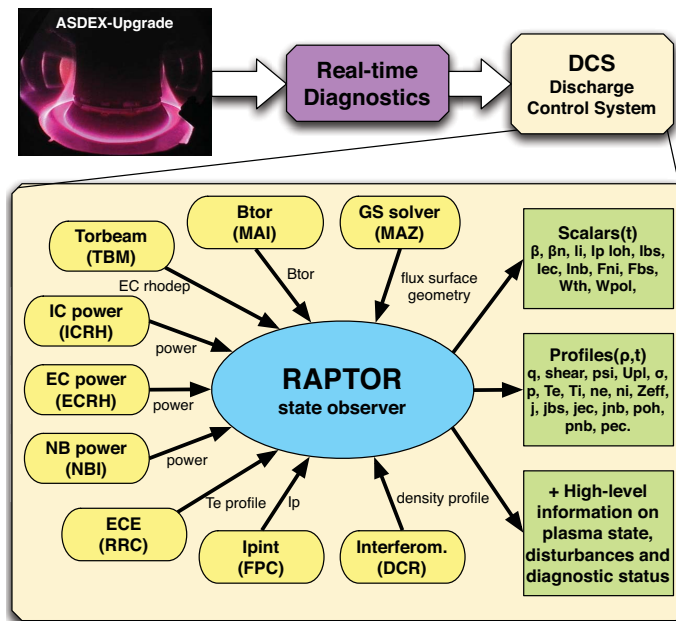 ASDEX-Upgrade
Real-time
Diagnostics
DCS
Discharge
Control System
Btor
(MAI)
GS solver
(MAZ)
Torbeam
(TBM)
Scalars(t)
β, βn, li, Ip Ioh, Ibs,
Iec, Inb, Fni, Fbs,
Wth, Wpol,
EC rhodep
Btor
flux surface
geometry
IC power
(ICRH)
power
EC power
(ECRH)
power
RAPTOR
state observer
Profiles(ρ,t)
q, shear, psi, Upl, σ,
p, Te, Ti, ne, ni, Zeff,
j, jbs, jec, jnb, poh,
pnb, pec.
NB power
(NBI)
power
ECE
(RRC)
Te profile
Ip
density profile
Ipint
(FPC)
Interferom.
(DCR)
+ High-level
information on
plasma state,
disturbances and
diagnostic status